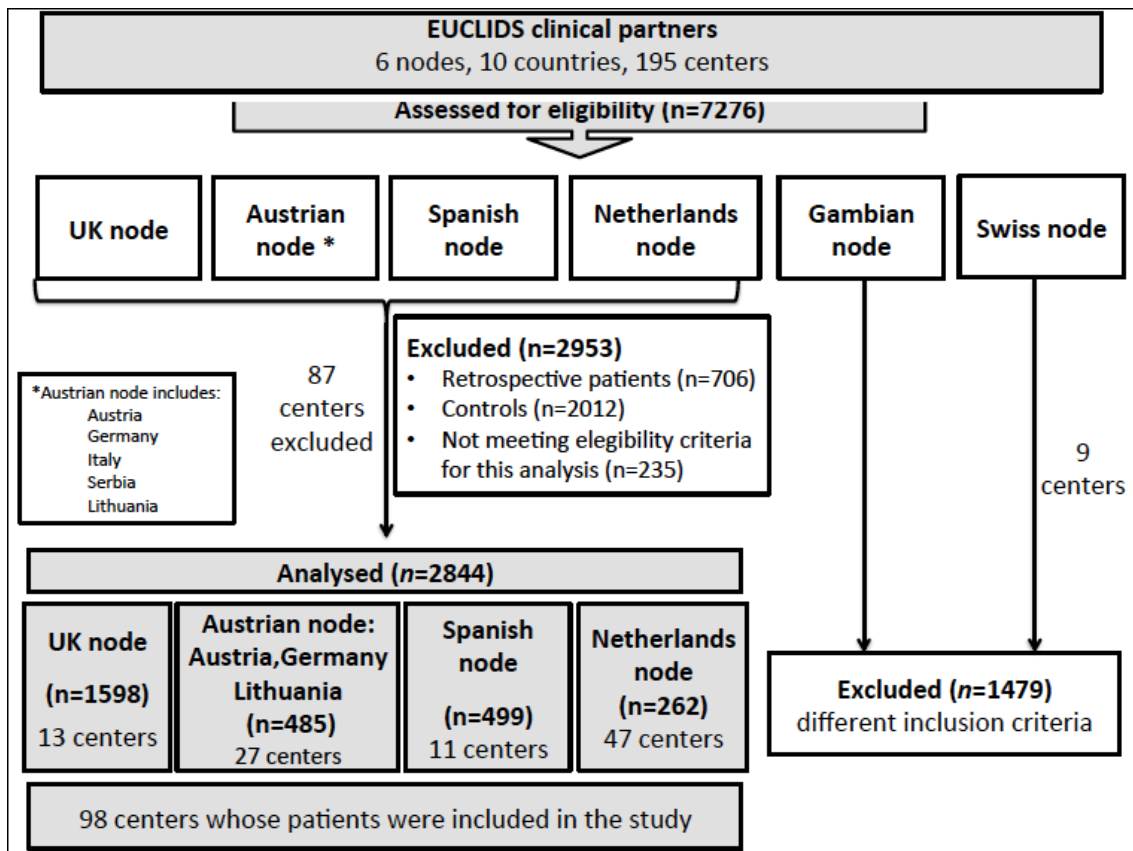 EUCLIDS clinical partners
6 nodes, 10 countries, 195 centers
Assessed for eligibility (n=7276)
UK node
Austrian
node *
Spanish
node
Netherlands
node
Gambian
node
Swiss node
*Austrian node includes:
Austria
Germany
Italy
Serbia
Lithuania
87
centers
excluded
Excluded (n=2953)
• Retrospective patients (n=706)
• Controls (n=2012)
• Not meeting elegibility criteria
for this analysis (n=235)
9
centers
Analysed (n=2844)
UK node
(n=1598)
13 centers
Austrian node:
Austria,Germany
Lithuania
(n=485)
27 centers
Spanish
node
(n=499)
11 centers
Netherlands
node
(n=262)
47 centers
Excluded (n=1479)
different inclusion criteria
98 centers whose patients were included in the study